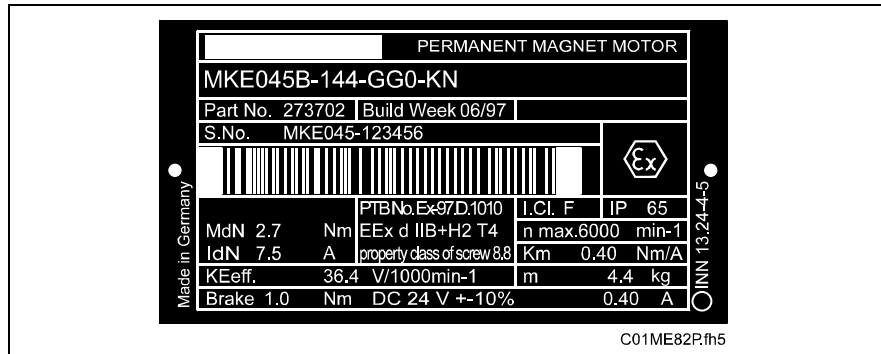 PERMANENT MAGNET MOTOR
MKE045B-144-GG0-KN
Part No. 273702 Build Week 06/97
S.No. MKE045-123456
Ex
PTB No. Ex-97.D.1010 I.Cl. F IP 65
MdN 2.7 Nm EEx d IIB+H2 T4 n max.6000 min-1
IdN 7.5 A property class of screw 8.8 Km 0.40 Nm/A
KEeff. 36.4 V/1000min-1 m 4.4 kg
Brake 1.0 Nm DC 24 V +-10% 0.40 A
Made in Germany
INN 13.24-4-5
C01ME82P.fh5